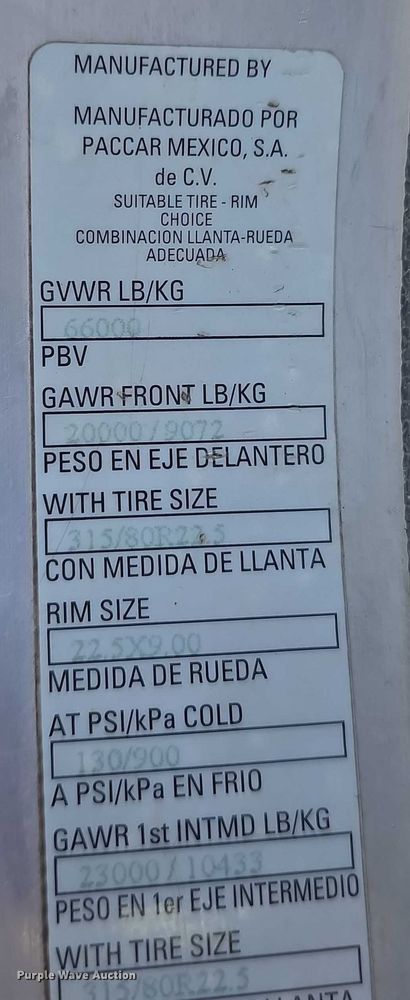 MANUFACTURED BY
MANUFACTURADO POR
PACCAR MEXICO, S.A.
de C.V.
SUITABLE TIRE - RIM
CHOICE
COMBINACION LLANTA-RUEDA
ADECUADA
GVWR LB/KG
66000
PBV
GAWR FRONT LB/KG
20000/9072
PESO EN EJE DELANTERO
WITH TIRE SIZE
315/80R22.5
CON MEDIDA DE LLANTA
RIM SIZE
22.5X9.00
MEDIDA DE RUEDA
AT PSI/kPa COLD
130/900
A PSI/kPa EN FRIO
GAWR 1st INTMD LB/KG
23000 / 10433
PESO EN 1er EJE INTERMEDIO
WITH TIRE SIZE
5/80R22.5
Purple Wave Auction